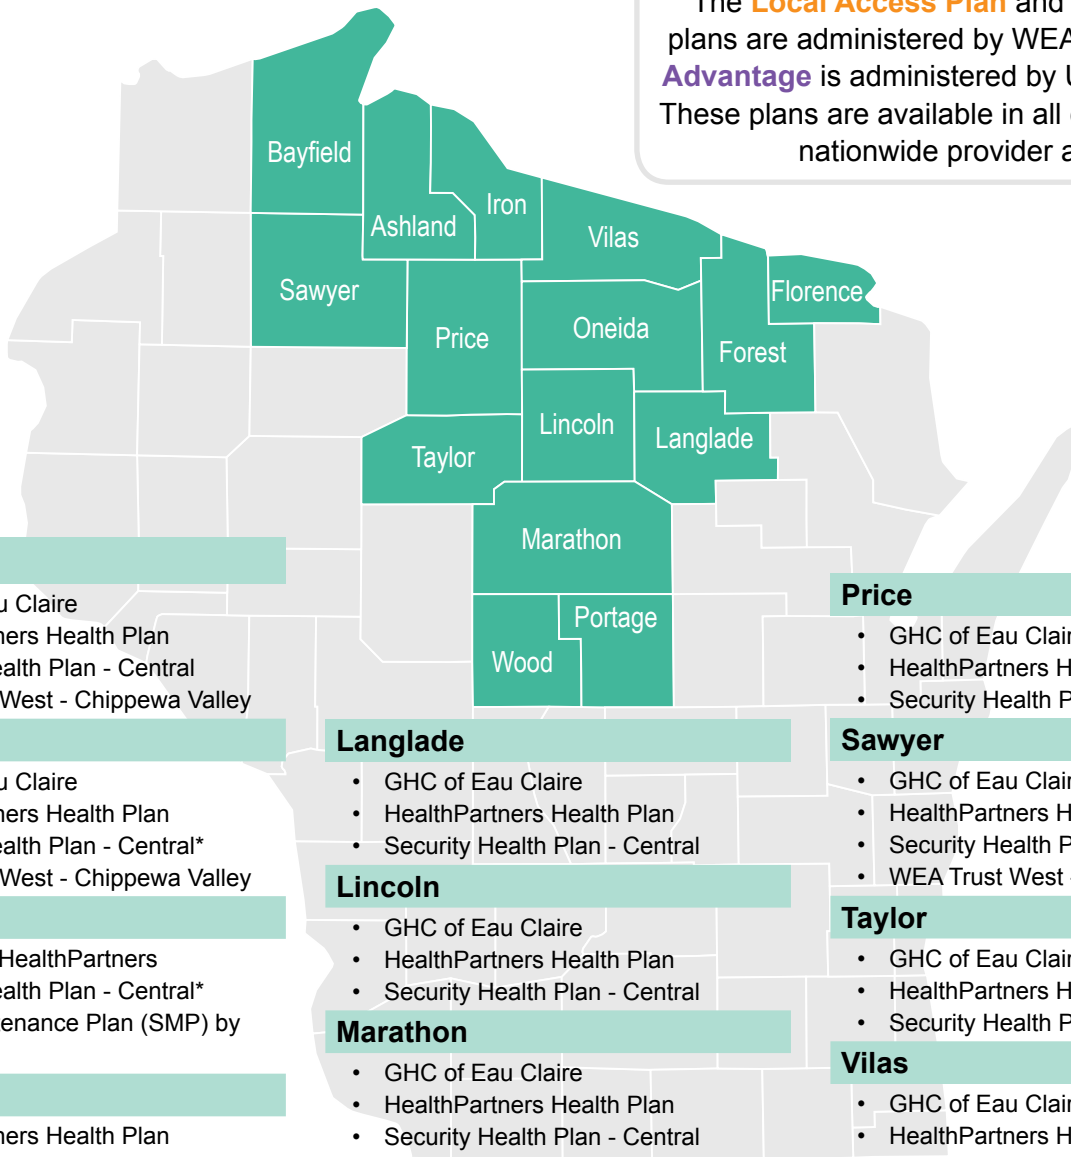 The Local Access Plan and
plans are administered by WEA
Advantage is administered by U
These plans are available in all
nationwide provider a
Bayfield
Ashland
Iron
Vilas
Sawyer
Price
Oneida
Florence
Forest
Lincoln
Langlade
Taylor
Marathon
Portage
Wood
u Claire
ners Health Plan
ealth Plan - Central
West - Chippewa Valley
u Claire
ners Health Plan
ealth Plan - Central*
West - Chippewa Valley
HealthPartners
ealth Plan - Central*
tenance Plan (SMP) by
ners Health Plan
Langlade
• GHC of Eau Claire
• HealthPartners Health Plan
• Security Health Plan - Central
Lincoln
• GHC of Eau Claire
• HealthPartners Health Plan
• Security Health Plan - Central
Marathon
• GHC of Eau Claire
• HealthPartners Health Plan
• Security Health Plan - Central
Price
• GHC of Eau Clair
• HealthPartners H
• Security Health P
Sawyer
• GHC of Eau Clair
• HealthPartners H
• Security Health P
• WEA Trust West -
Taylor
• GHC of Eau Clair
• HealthPartners H
• Security Health P
Vilas
• GHC of Eau Clair
• HealthPartners H